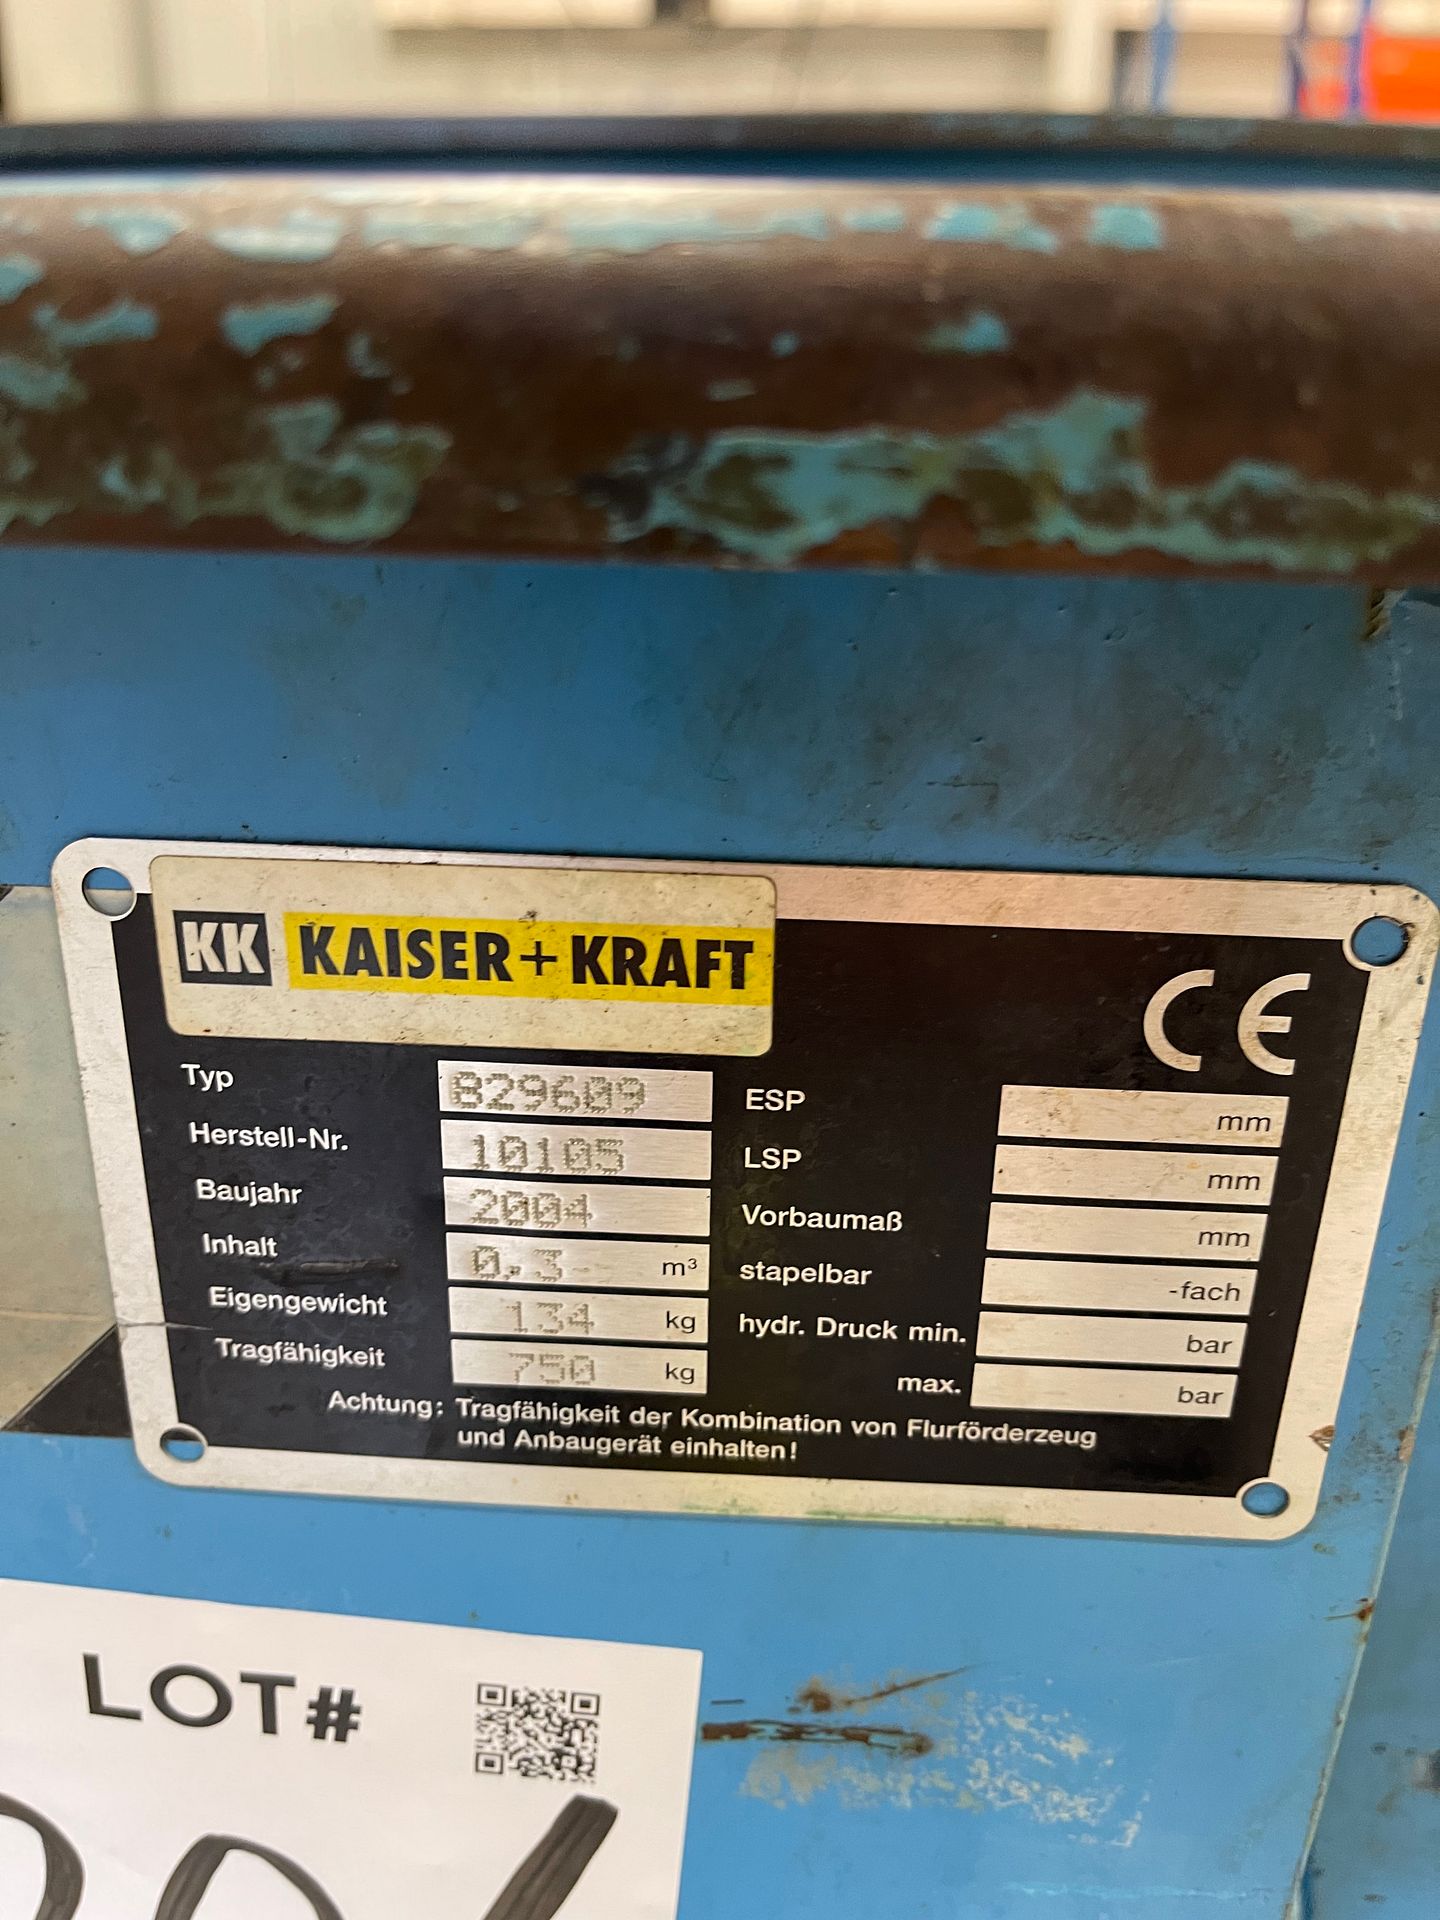 KK KAISER+KRAFT
CE
Typ 829609
Herstell-Nr. 10105
Baujahr 2004
Inhalt 0,3- m³
Eigengewicht 134 kg
Tragfähigkeit 750 kg
ESP mm
LSP mm
Vorbaumaß mm
stapelbar -fach
hydr. Druck min. bar
max. bar
Achtung: Tragfähigkeit der Kombination von Flurförderzeug
und Anbaugerät einhalten!
LOT#